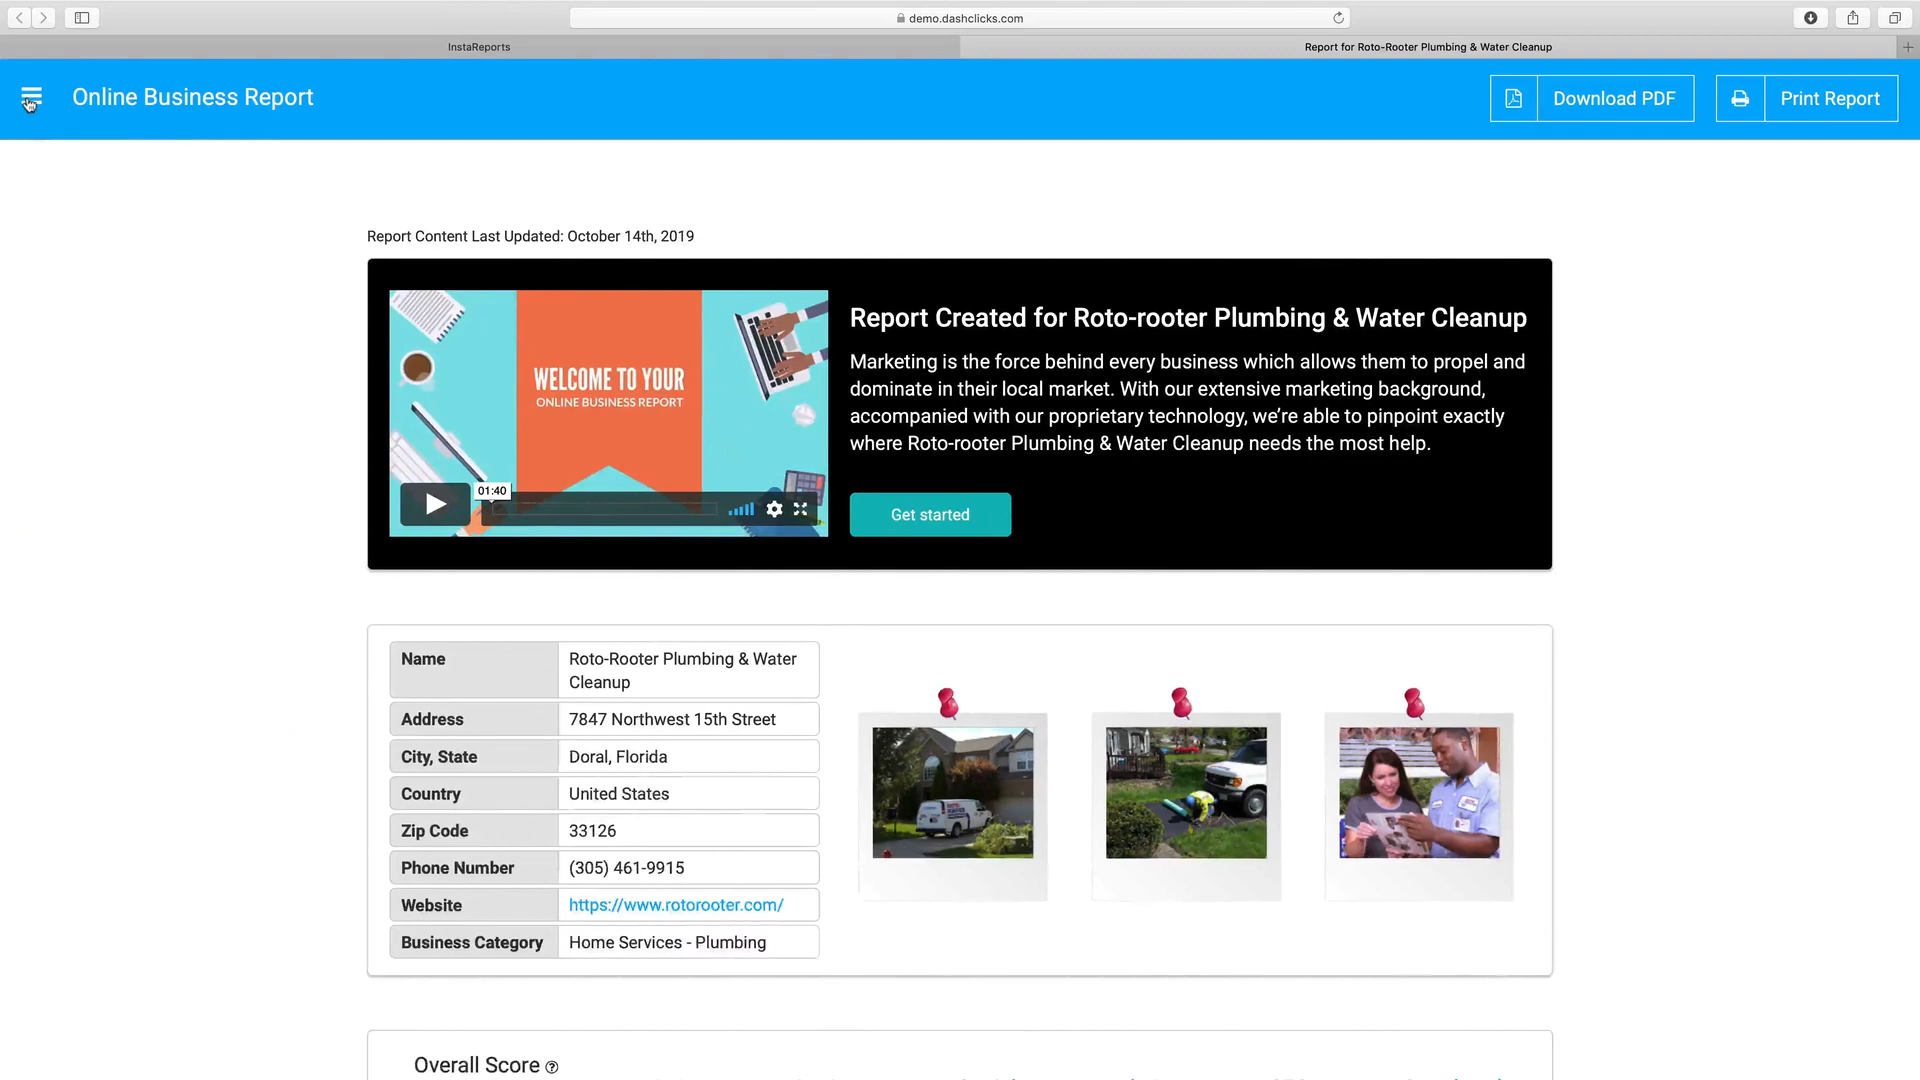 demo.dashclicks.com
InstaReports
Report for Roto-Rooter Plumbing & Water Cleanup
Online Business Report
Download PDF
Print Report
Report Content Last Updated: October 14th, 2019
WELCOME TO YOUR
ONLINE BUSINESS REPORT
01:40
Report Created for Roto-rooter Plumbing & Water Cleanup
Marketing is the force behind every business which allows them to propel and
dominate in their local market. With our extensive marketing background,
accompanied with our proprietary technology, we’re able to pinpoint exactly
where Roto-rooter Plumbing & Water Cleanup needs the most help.
Get started
Name
Roto-Rooter Plumbing & Water
Cleanup
Address
7847 Northwest 15th Street
City, State
Doral, Florida
Country
United States
Zip Code
33126
Phone Number
(305) 461-9915
Website
https://www.rotorooter.com/
Business Category
Home Services - Plumbing
Overall Score